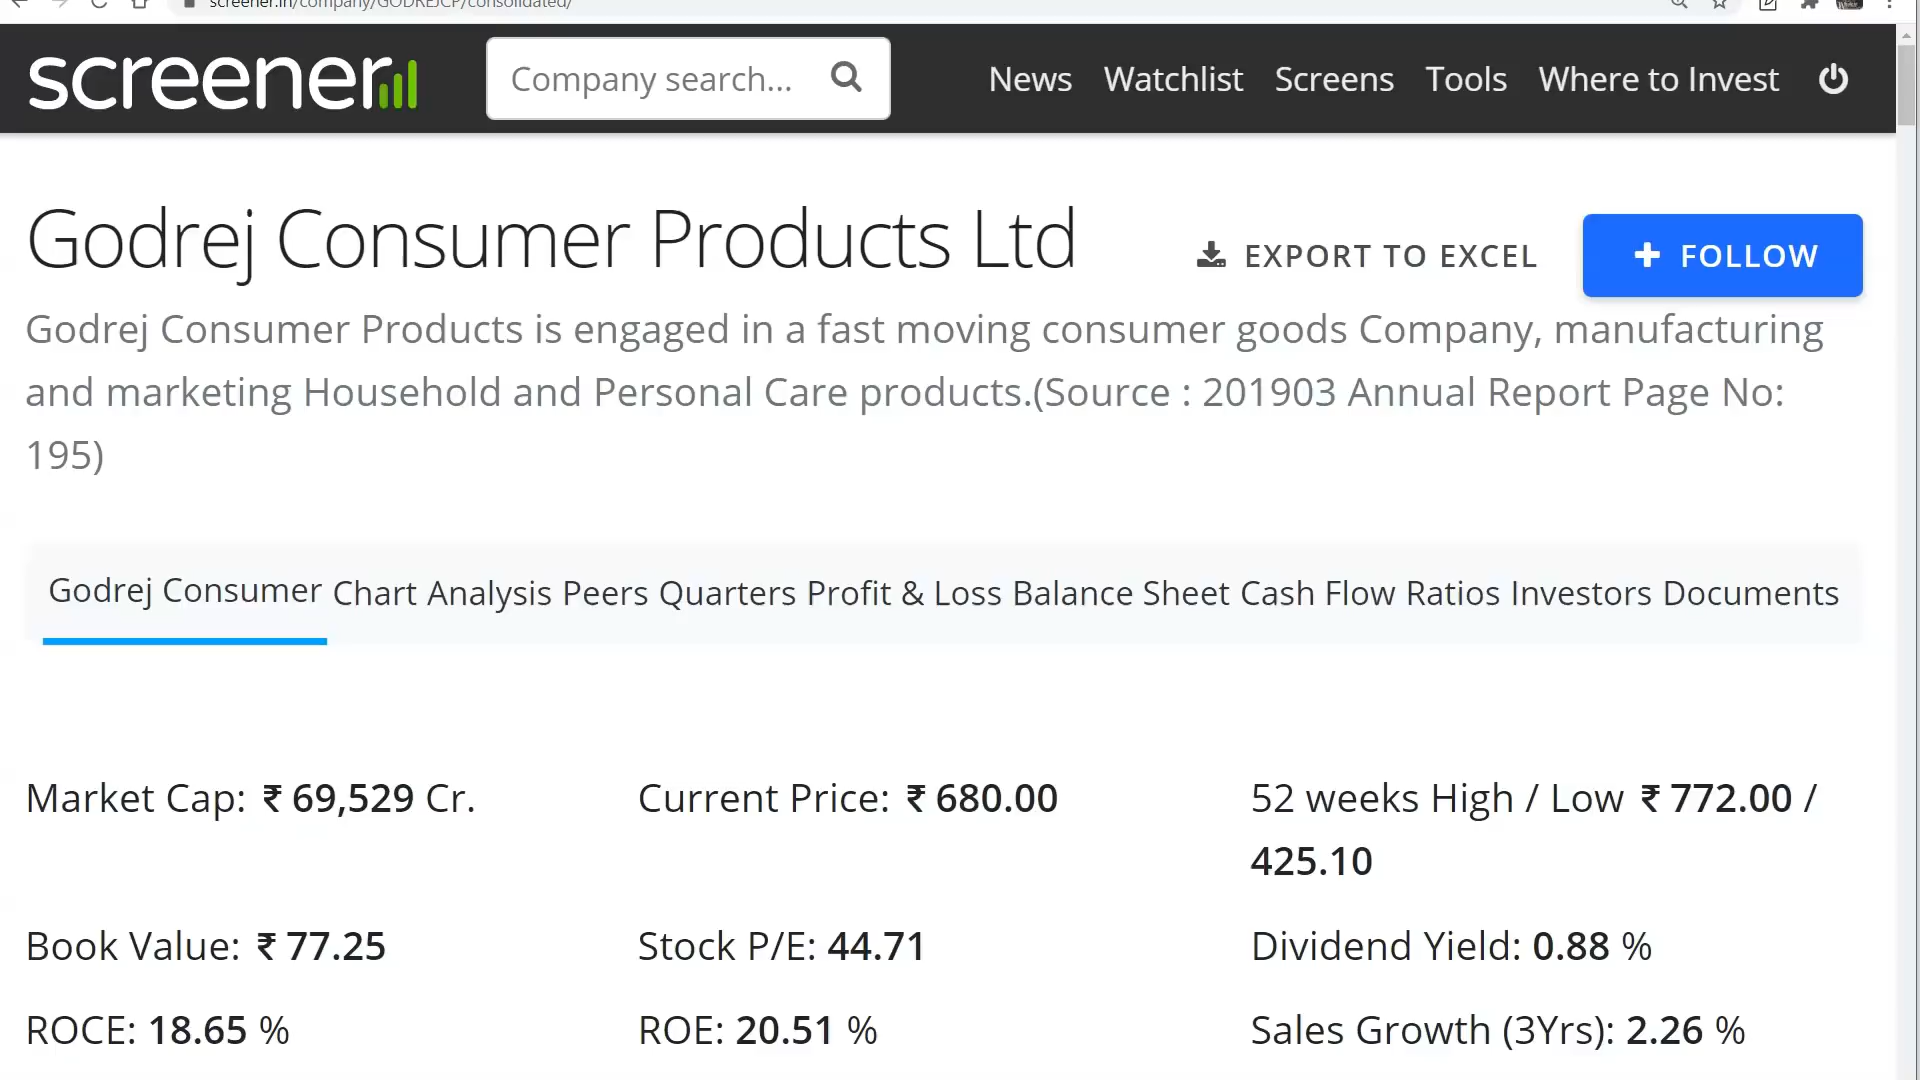 screener.in/company/GODREJCP/consolidated/
screener
Company search...
News Watchlist Screens Tools Where to Invest
Godrej Consumer Products Ltd
EXPORT TO EXCEL
FOLLOW
Godrej Consumer Products is engaged in a fast moving consumer goods Company, manufacturing
and marketing Household and Personal Care products.(Source : 201903 Annual Report Page No:
195)
Godrej Consumer Chart Analysis Peers Quarters Profit & Loss Balance Sheet Cash Flow Ratios Investors Documents
Market Cap: ₹ 69,529 Cr.
Current Price: ₹ 680.00
52 weeks High / Low ₹ 772.00 /
425.10
Book Value: ₹ 77.25
Stock P/E: 44.71
Dividend Yield: 0.88 %
ROCE: 18.65 %
ROE: 20.51 %
Sales Growth (3Yrs): 2.26 %